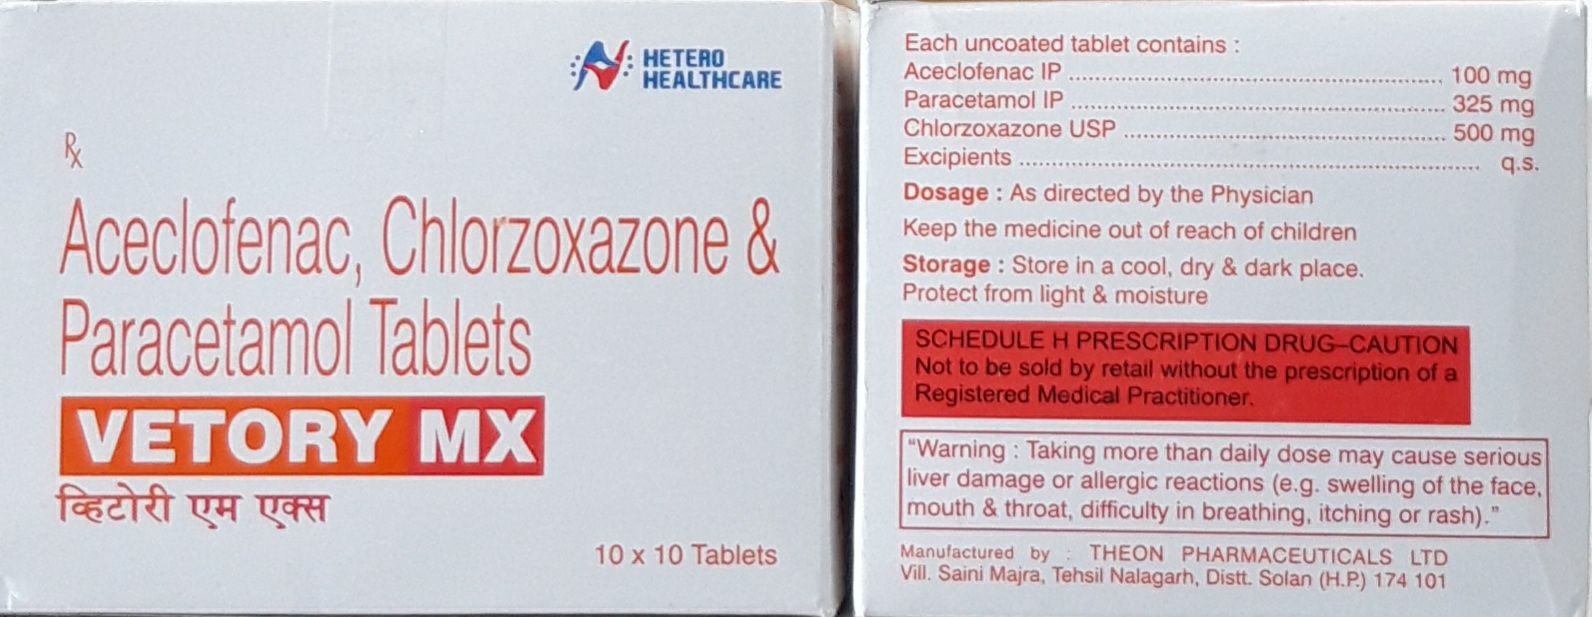 HETERO
HEALTHCARE
Rx
Aceclofenac, Chlorzoxazone &
Paracetamol Tablets
VETORY MX
व्हिटोरी एम एक्स
10 x 10 Tablets
Each uncoated tablet contains :
Aceclofenac IP ........................................................ 100 mg
Paracetamol IP ........................................................ 325 mg
Chlorzoxazone USP ................................................ 500 mg
Excipients .................................................................... q.s.
Dosage : As directed by the Physician
Keep the medicine out of reach of children
Storage : Store in a cool, dry & dark place.
Protect from light & moisture
SCHEDULE H PRESCRIPTION DRUG–CAUTION
Not to be sold by retail without the prescription of a
Registered Medical Practitioner.
"Warning : Taking more than daily dose may cause serious
liver damage or allergic reactions (e.g. swelling of the face,
mouth & throat, difficulty in breathing, itching or rash)."
Manufactured by : THEON PHARMACEUTICALS LTD
Vill. Saini Majra, Tehsil Nalagarh, Distt. Solan (H.P.) 174 101